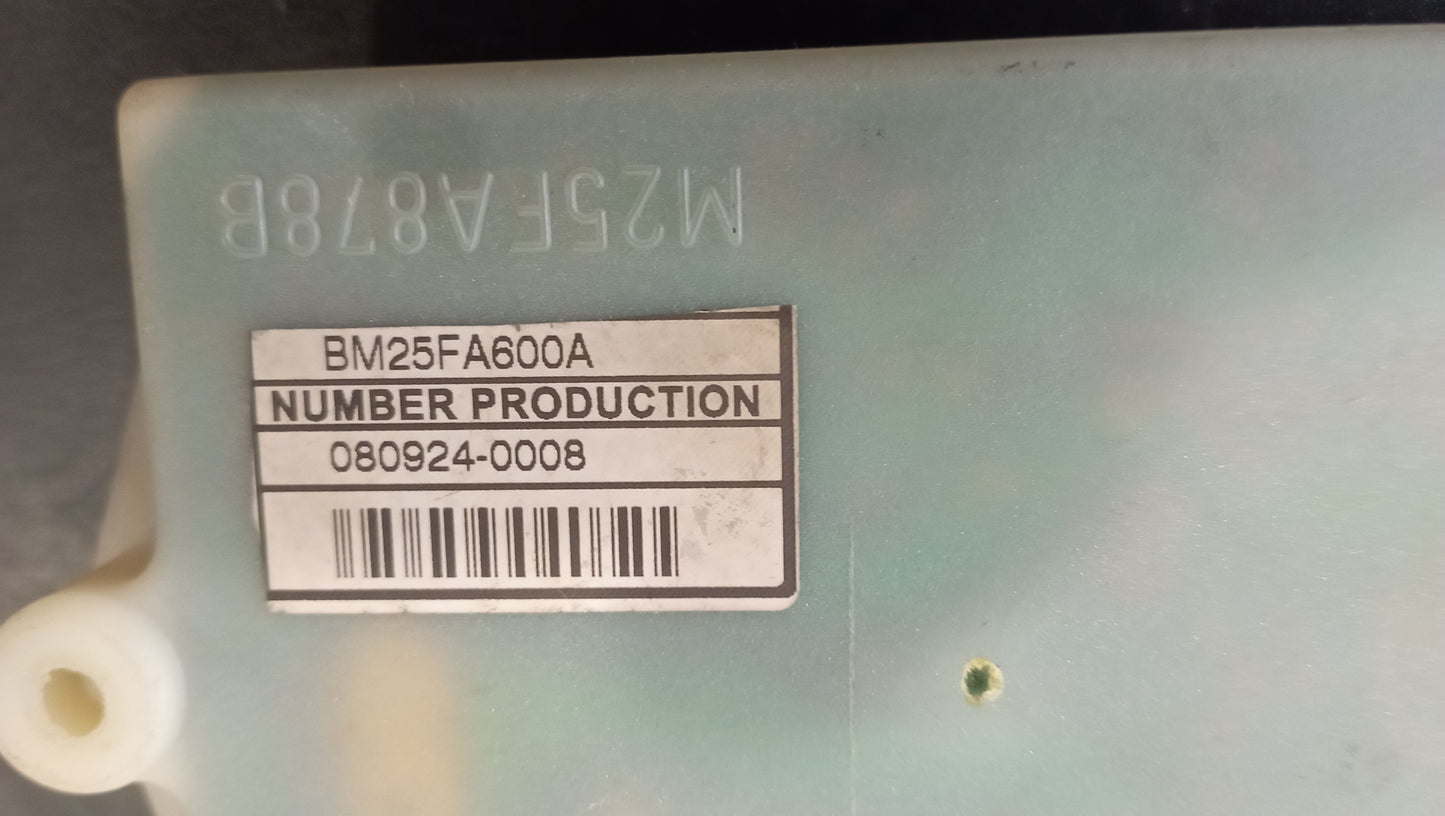 M25FA878B
BM25FA600A
NUMBER PRODUCTION
080924-0008